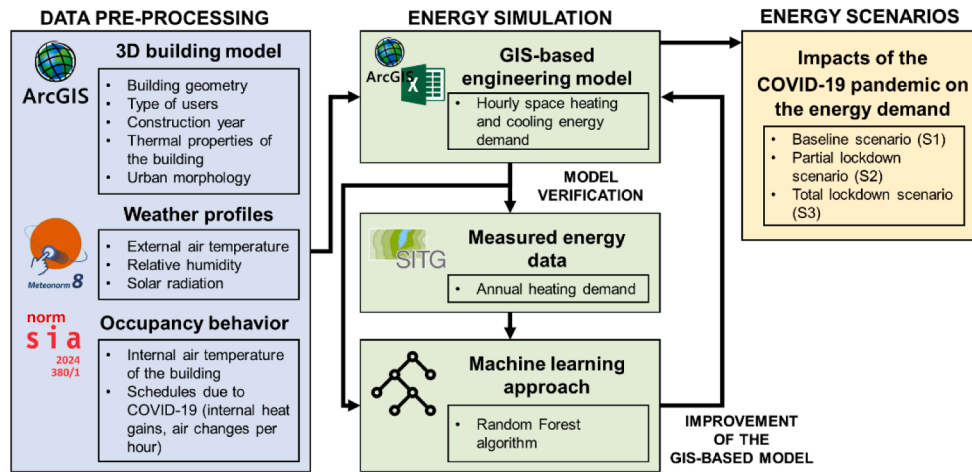 DATA PRE-PROCESSING
3D building model
ArcGIS
• Building geometry
• Type of users
• Construction year
• Thermal properties of
the building
• Urban morphology
Weather profiles
Meteonorm 8
• External air temperature
• Relative humidity
• Solar radiation
Occupancy behavior
norm
sia
2024
380/1
• Internal air temperature
of the building
• Schedules due to
COVID-19 (internal heat
gains, air changes per
hour)
ENERGY SIMULATION
GIS-based
engineering model
ArcGIS
X
• Hourly space heating
and cooling energy
demand
MODEL
VERIFICATION
Measured energy
data
SITG
• Annual heating demand
Machine learning
approach
• Random Forest
algorithm
IMPROVEMENT
OF THE
GIS-BASED MODEL
ENERGY SCENARIOS
Impacts of the
COVID-19 pandemic on
the energy demand
• Baseline scenario (S1)
• Partial lockdown
scenario (S2)
• Total lockdown scenario
(S3)